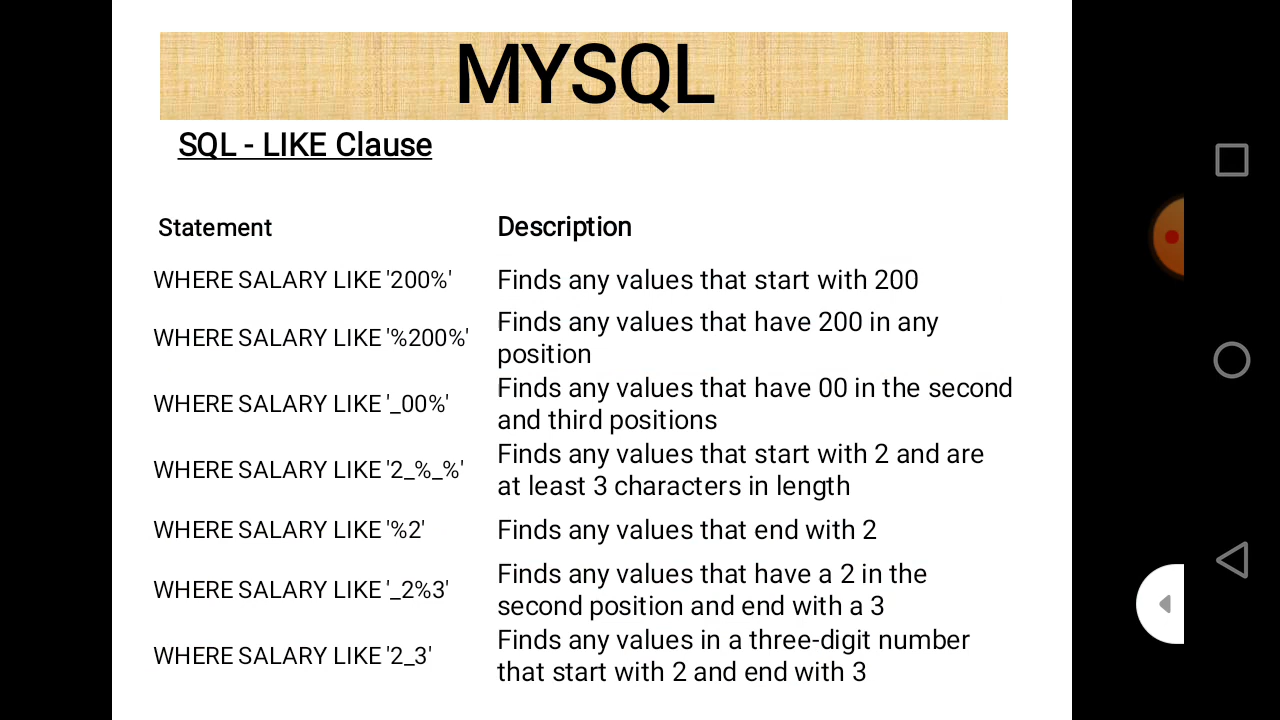 MYSQL
SQL - LIKE Clause
Statement Description
WHERE SALARY LIKE '200%' Finds any values that start with 200
WHERE SALARY LIKE '%200%' Finds any values that have 200 in any
position
WHERE SALARY LIKE '_00%' Finds any values that have 00 in the second
and third positions
WHERE SALARY LIKE '2_%_%' Finds any values that start with 2 and are
at least 3 characters in length
WHERE SALARY LIKE '%2' Finds any values that end with 2
WHERE SALARY LIKE '_2%3' Finds any values that have a 2 in the
second position and end with a 3
WHERE SALARY LIKE '2_3' Finds any values in a three-digit number
that start with 2 and end with 3